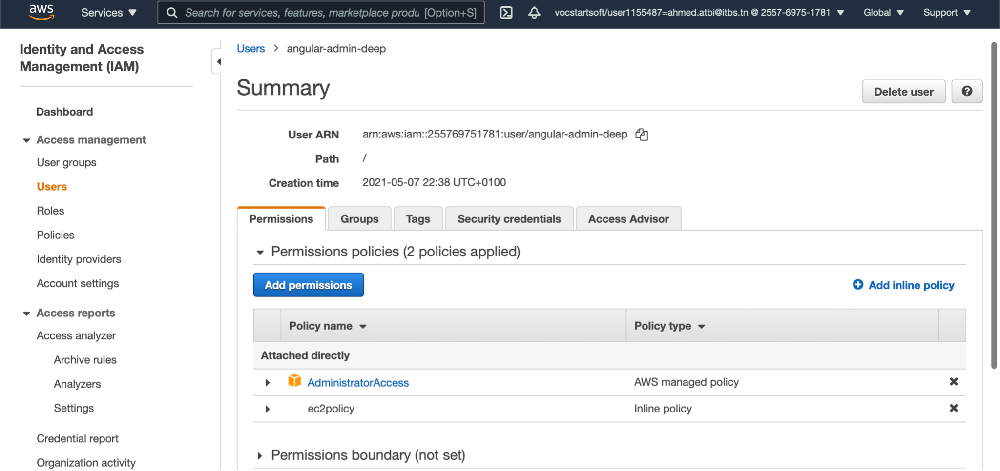 aws
Services
Search for services, features, marketplace produ [Option+S]
vocstartsoft/user1155487=ahmed.atbi@itbs.tn @ 2557-6975-1781
Global
Support
Identity and Access
Management (IAM)
Dashboard
Access management
User groups
Users
Roles
Policies
Identity providers
Account settings
Access reports
Access analyzer
Archive rules
Analyzers
Settings
Credential report
Organization activity
Users > angular-admin-deep
Summary
Delete user
User ARN arn:aws:iam::255769751781:user/angular-admin-deep
Path /
Creation time 2021-05-07 22:38 UTC+0100
Permissions Groups Tags Security credentials Access Advisor
Permissions policies (2 policies applied)
Add permissions
Add inline policy
Policy name Policy type
Attached directly
AdministratorAccess AWS managed policy
ec2policy Inline policy
Permissions boundary (not set)